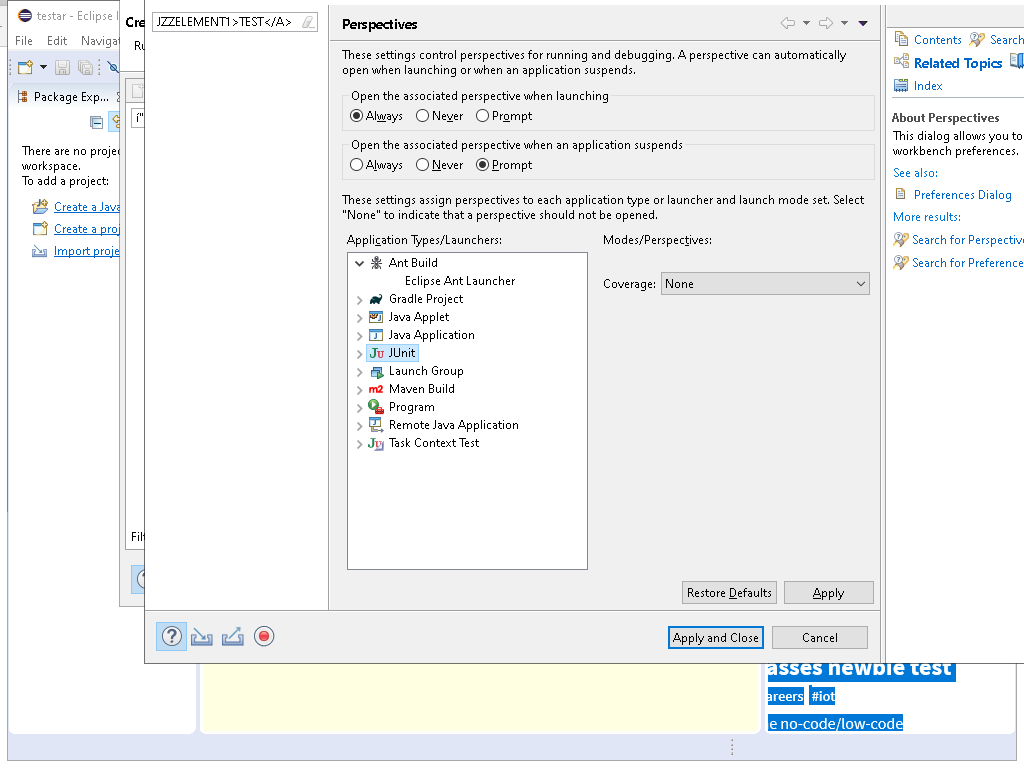 testar - Eclipse I
File Edit Navigat
Package Exp...
There are no proje
workspace.
To add a project:
Create a Java
Create a proj
Import proje
Cre
Ru
Filt
JZZELEMENT1>TEST</A>
Perspectives
These settings control perspectives for running and debugging. A perspective can automatically
open when launching or when an application suspends.
Open the associated perspective when launching
Always Never Prompt
Open the associated perspective when an application suspends
Always Never Prompt
These settings assign perspectives to each application type or launcher and launch mode set. Select
"None" to indicate that a perspective should not be opened.
Application Types/Launchers:
Modes/Perspectives:
Ant Build
Eclipse Ant Launcher
Gradle Project
Java Applet
Java Application
JUnit
Launch Group
Maven Build
Program
Remote Java Application
Task Context Test
Coverage: None
Restore Defaults Apply
Apply and Close Cancel
Contents Search
Related Topics
Index
About Perspectives
This dialog allows you to
workbench preferences.
See also:
Preferences Dialog
More results:
Search for Perspective
Search for Preference
asses newbie test
areers #iot
e no-code/low-code